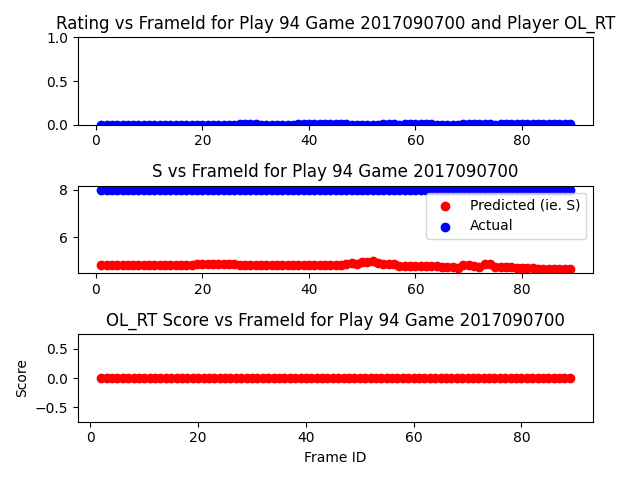 Rating vs FrameId for Play 94 Game 2017090700 and Player OL_RT
1.0
0.5
0.0
0 20 40 60 80
S vs FrameId for Play 94 Game 2017090700
8
6
Predicted (ie. S)
Actual
0 20 40 60 80
OL_RT Score vs FrameId for Play 94 Game 2017090700
0.5
0.0
−0.5
Score
0 20 40 60 80
Frame ID